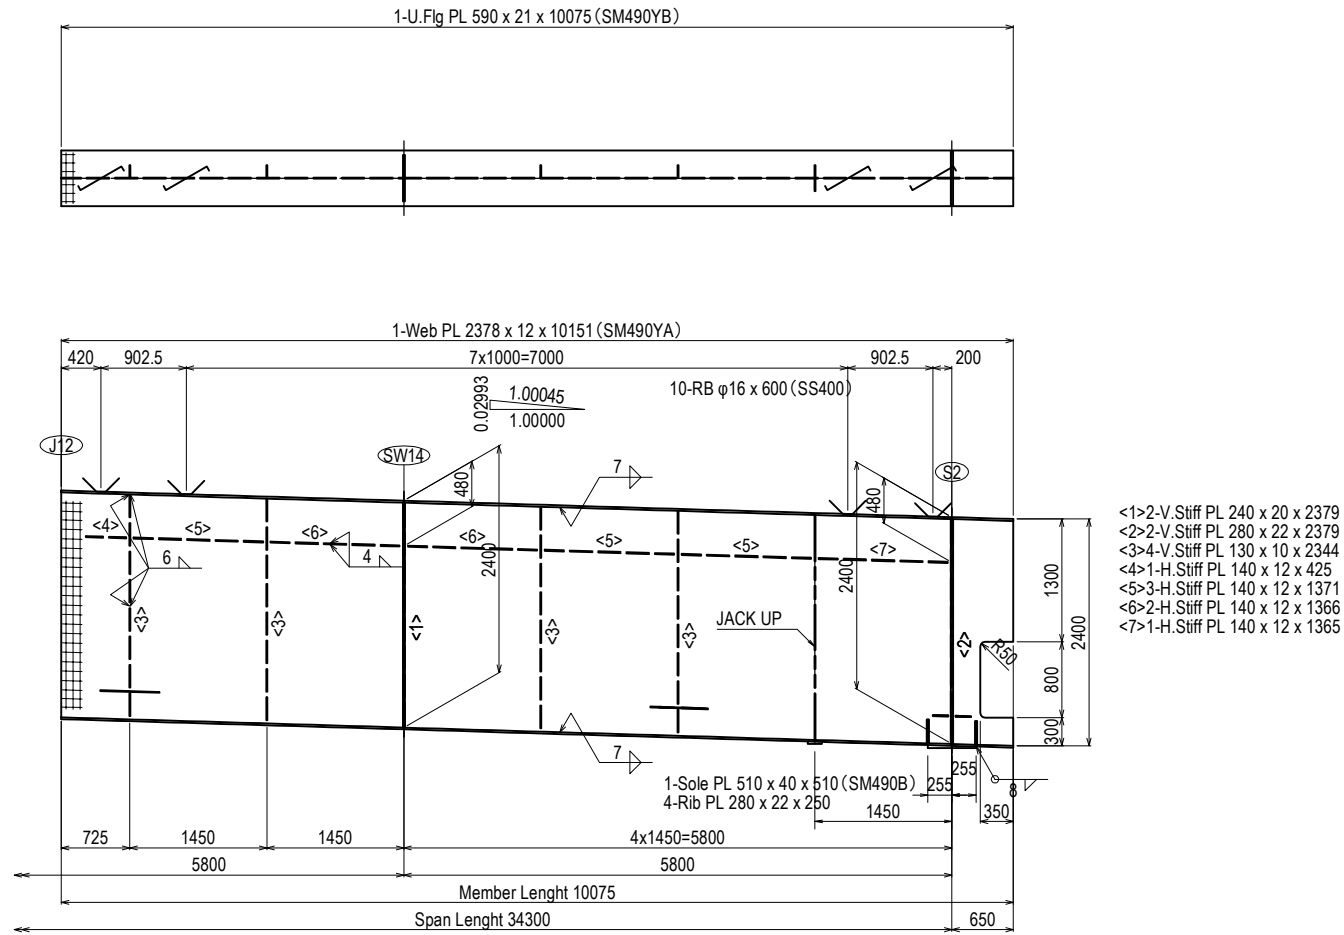 1-U.Flg PL 590 x 21 x 10075 (SM490YB)
1-Web PL 2378 x 12 x 10151 (SM490YA)
420
902.5
7x1000=7000
902.5
200
0.02993
1.00045
1.00000
10-RB φ16 x 600 (SS400)
J12
SW14
S2
7
480
480
<4>
<5>
<6>
<6>
<5>
<5>
<7>
6
4
2400
2400
<3>
<3>
<1>
<3>
<3>
JACK UP
<2>
R50
1300
800
300
2400
<1>2-V.Stiff PL 240 x 20 x 2379
<2>2-V.Stiff PL 280 x 22 x 2379
<3>4-V.Stiff PL 130 x 10 x 2344
<4>1-H.Stiff PL 140 x 12 x 425
<5>3-H.Stiff PL 140 x 12 x 1371
<6>2-H.Stiff PL 140 x 12 x 1366
<7>1-H.Stiff PL 140 x 12 x 1365
7
1-Sole PL 510 x 40 x 510 (SM490B)
4-Rib PL 280 x 22 x 250
255
255
8
350
1450
725
1450
1450
4x1450=5800
5800
5800
Member Lenght 10075
Span Lenght 34300
650